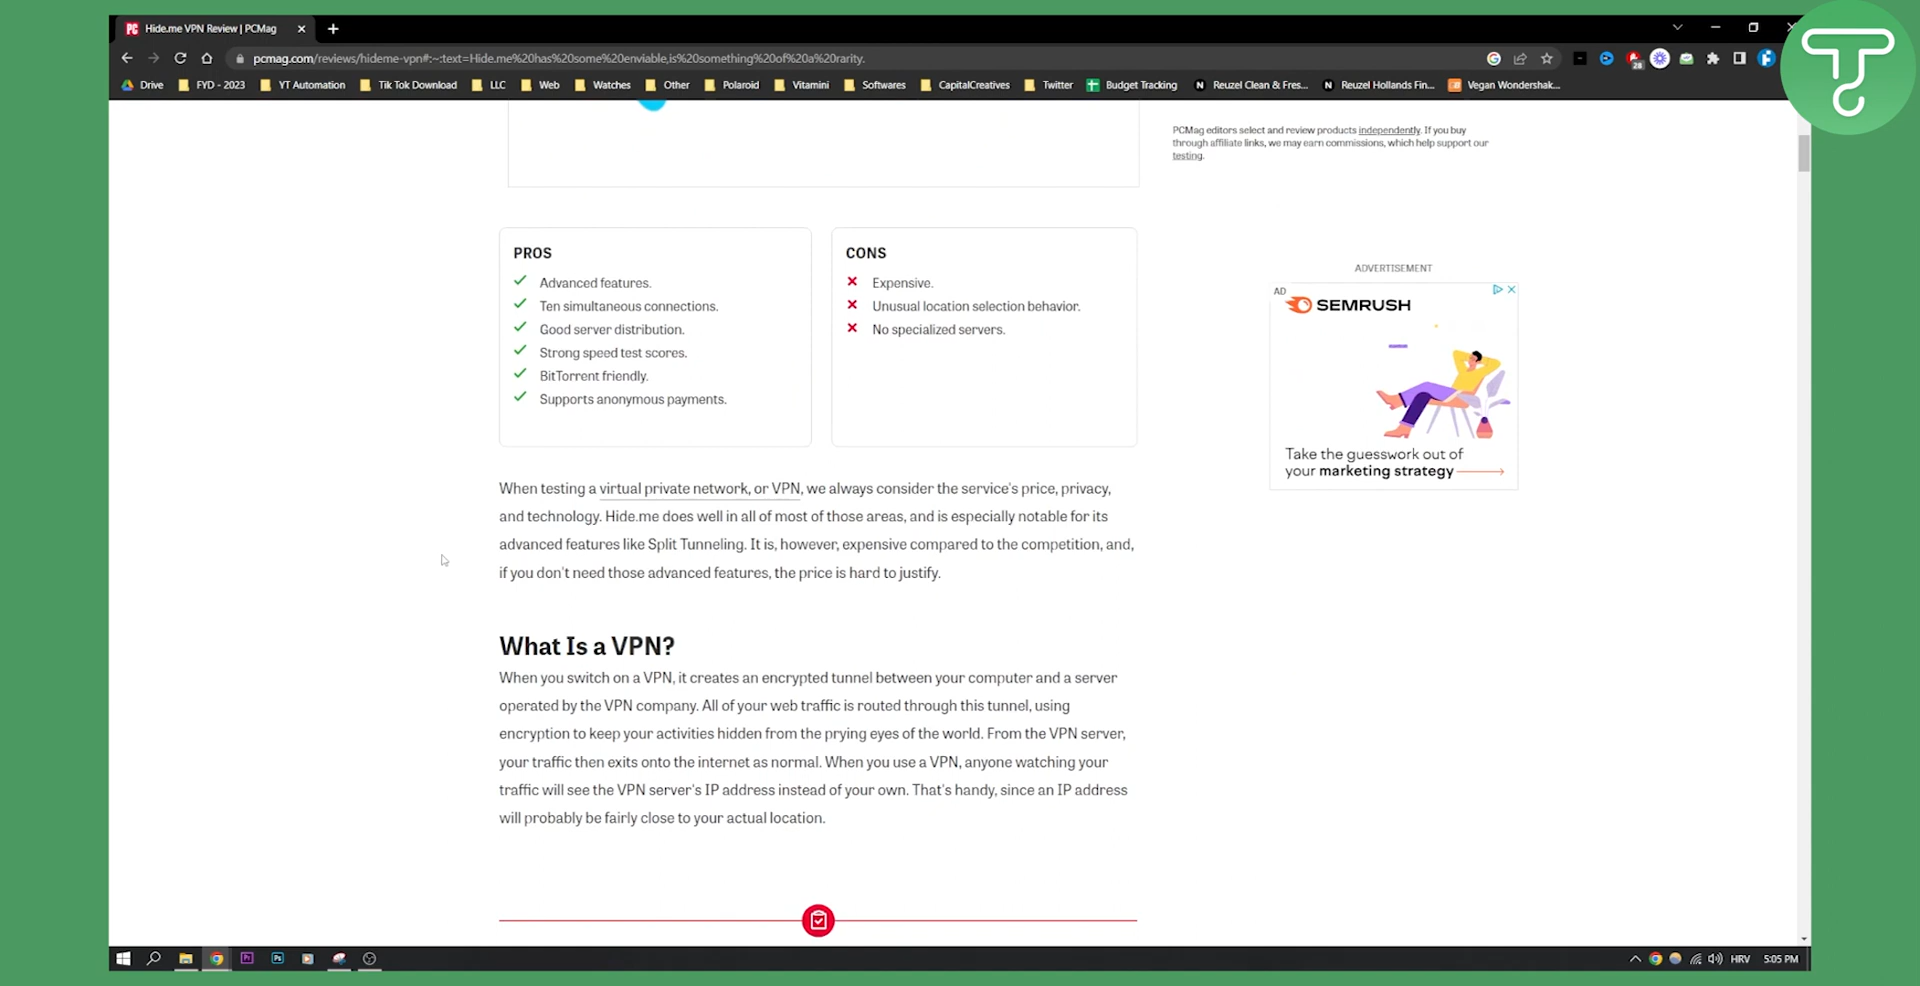 PC Hide.me VPN Review | PCMag
pcmag.com/reviews/hideme-vpn#:~:text=Hide.me%20has%20some%20enviable,is%20something%20of%20a%20rarity.
28
Drive FYD - 2023 YT Automation Tik Tok Download LLC Web Watches Other Polaroid Vitamini Softwares CapitalCreatives Twitter Budget Tracking Reuzel Clean & Fres... Reuzel Hollands Fin... Vegan Wondershak...
PCMag editors select and review products independently. If you buy
through affiliate links, we may earn commissions, which help support our
testing.
PROS
Advanced features.
Ten simultaneous connections.
Good server distribution.
Strong speed test scores.
BitTorrent friendly.
Supports anonymous payments.
CONS
Expensive.
Unusual location selection behavior.
No specialized servers.
ADVERTISEMENT
AD
SEMRUSH
Take the guesswork out of
your marketing strategy
When testing a virtual private network, or VPN, we always consider the service's price, privacy,
and technology. Hide.me does well in all of most of those areas, and is especially notable for its
advanced features like Split Tunneling. It is, however, expensive compared to the competition, and,
if you don't need those advanced features, the price is hard to justify.
What Is a VPN?
When you switch on a VPN, it creates an encrypted tunnel between your computer and a server
operated by the VPN company. All of your web traffic is routed through this tunnel, using
encryption to keep your activities hidden from the prying eyes of the world. From the VPN server,
your traffic then exits onto the internet as normal. When you use a VPN, anyone watching your
traffic will see the VPN server's IP address instead of your own. That's handy, since an IP address
will probably be fairly close to your actual location.
Pr Ps HRV 5:05 PM